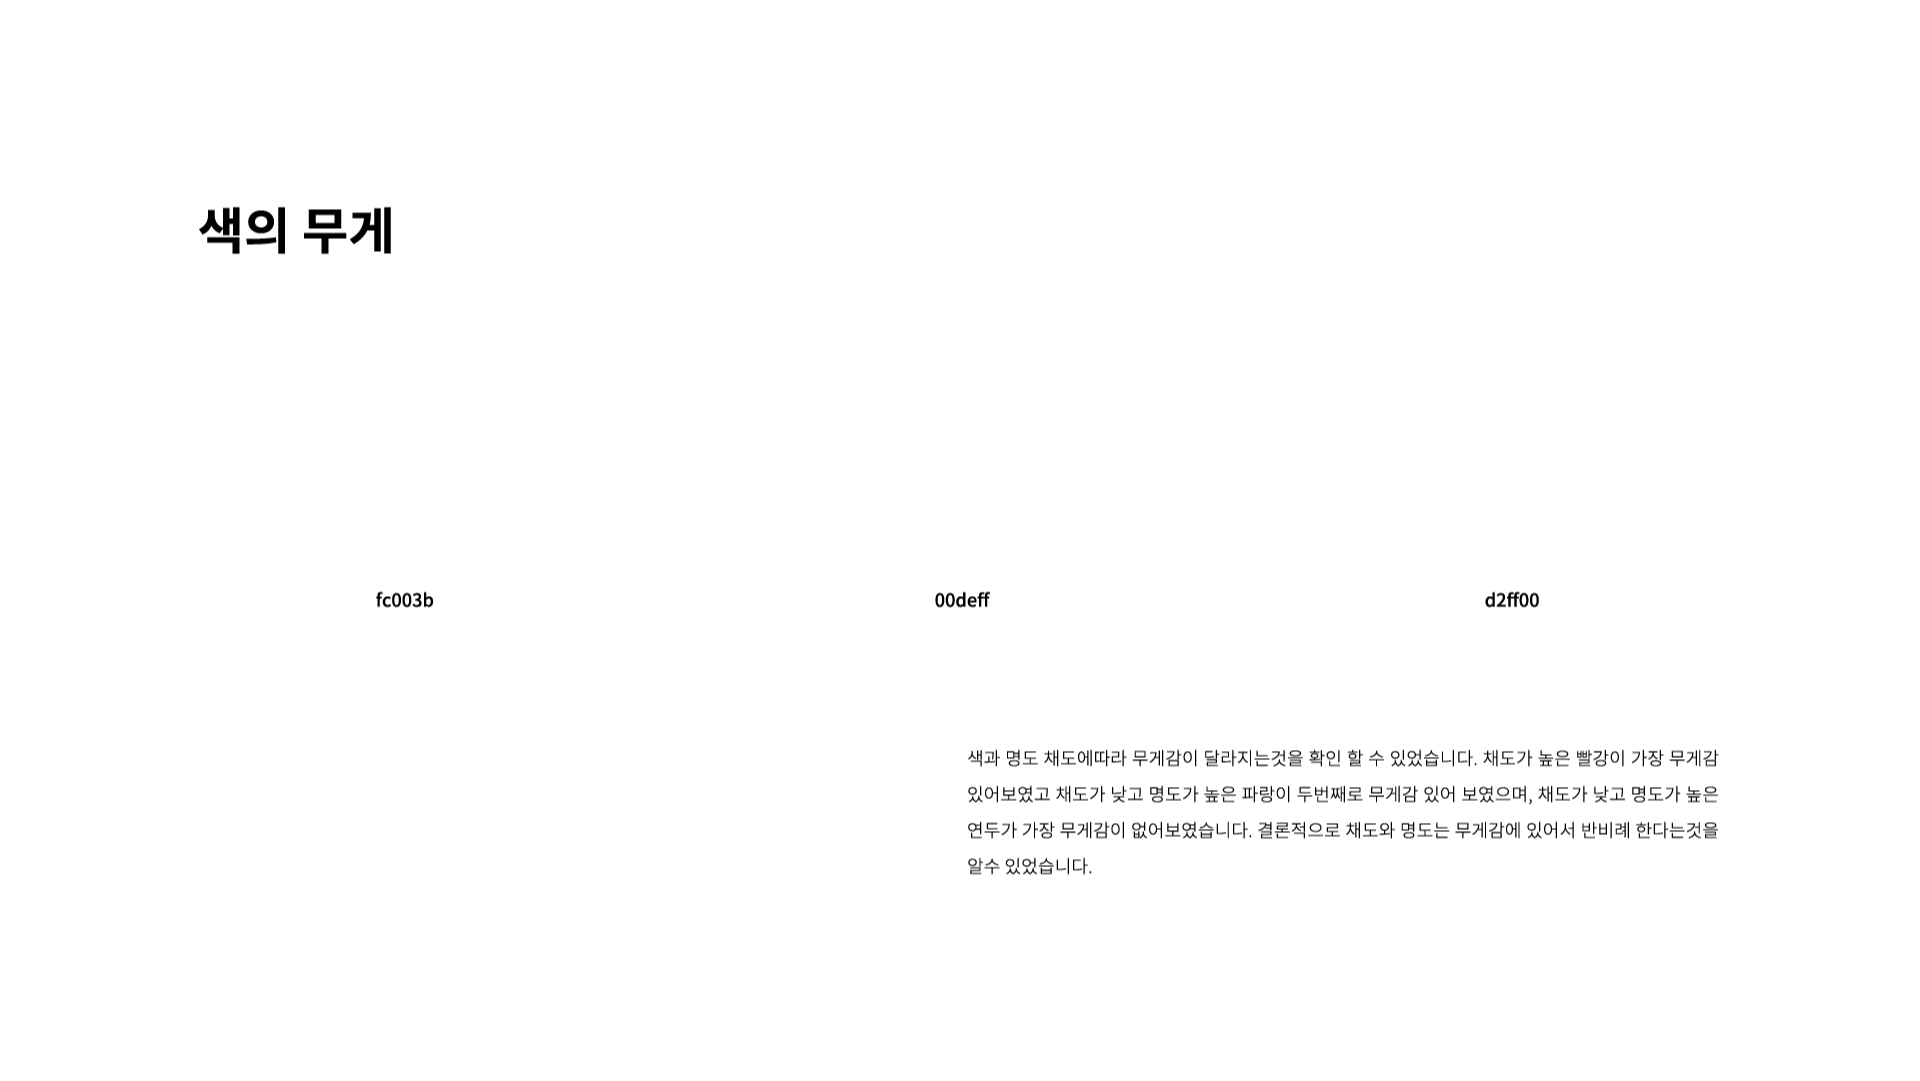 색의 무게
fc003b
00deff
d2ff00
색과 명도 채도에따라 무게감이 달라지는것을 확인 할 수 있었습니다. 채도가 높은 빨강이 가장 무게감
있어보였고 채도가 낮고 명도가 높은 파랑이 두번째로 무게감 있어 보였으며, 채도가 낮고 명도가 높은
연두가 가장 무게감이 없어보였습니다. 결론적으로 채도와 명도는 무게감에 있어서 반비례 한다는것을
알수 있었습니다.